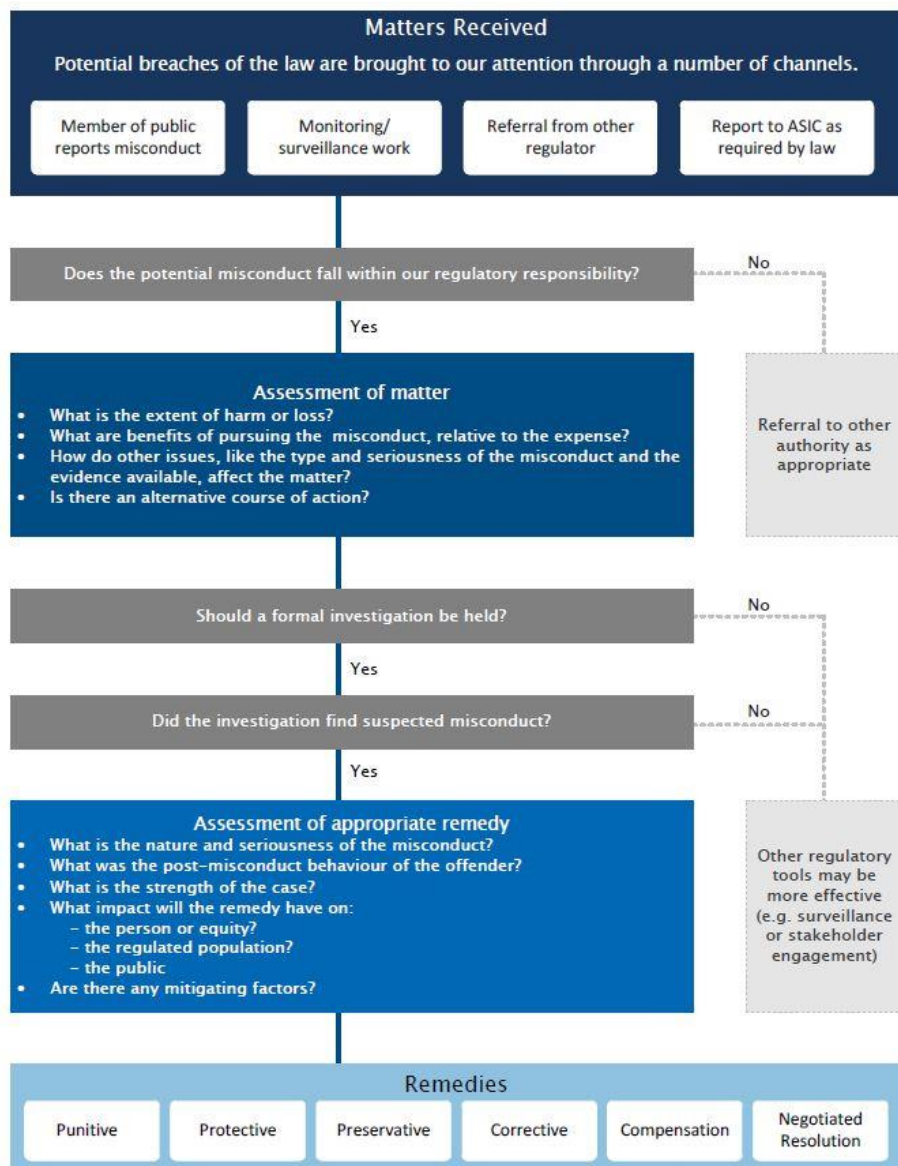 Matters Received
Potential breaches of the law are brought to our attention through a number of channels.
Member of public
reports misconduct
Monitoring/
surveillance work
Referral from other
regulator
Report to ASIC as
required by law
Does the potential misconduct fall within our regulatory responsibility?
No
Yes
Assessment of matter
• What is the extent of harm or loss?
• What are benefits of pursuing the misconduct, relative to the expense?
• How do other issues, like the type and seriousness of the misconduct and the
evidence available, affect the matter?
• Is there an alternative course of action?
Referral to other
authority as
appropriate
Should a formal investigation be held?
No
Yes
Did the investigation find suspected misconduct?
No
Yes
Assessment of appropriate remedy
• What is the nature and seriousness of the misconduct?
• What was the post-misconduct behaviour of the offender?
• What is the strength of the case?
• What impact will the remedy have on:
– the person or equity?
– the regulated population?
– the public
• Are there any mitigating factors?
Other regulatory
tools may be
more effective
(e.g. surveillance
or stakeholder
engagement)
Remedies
Punitive
Protective
Preservative
Corrective
Compensation
Negotiated
Resolution